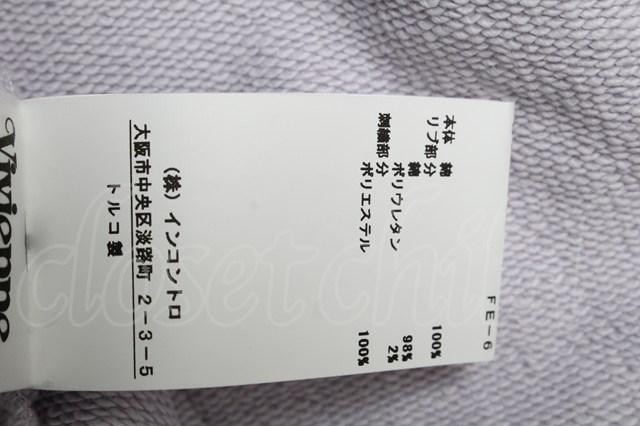 FE-6
本体 綿 100%
リブ部分 綿 98%
ポリウレタン 2%
刺繍部分 ポリエステル 100%
(株) インコントロ
大阪市中央区淡路町 2-3-5
トルコ製
Vivienne
closet child